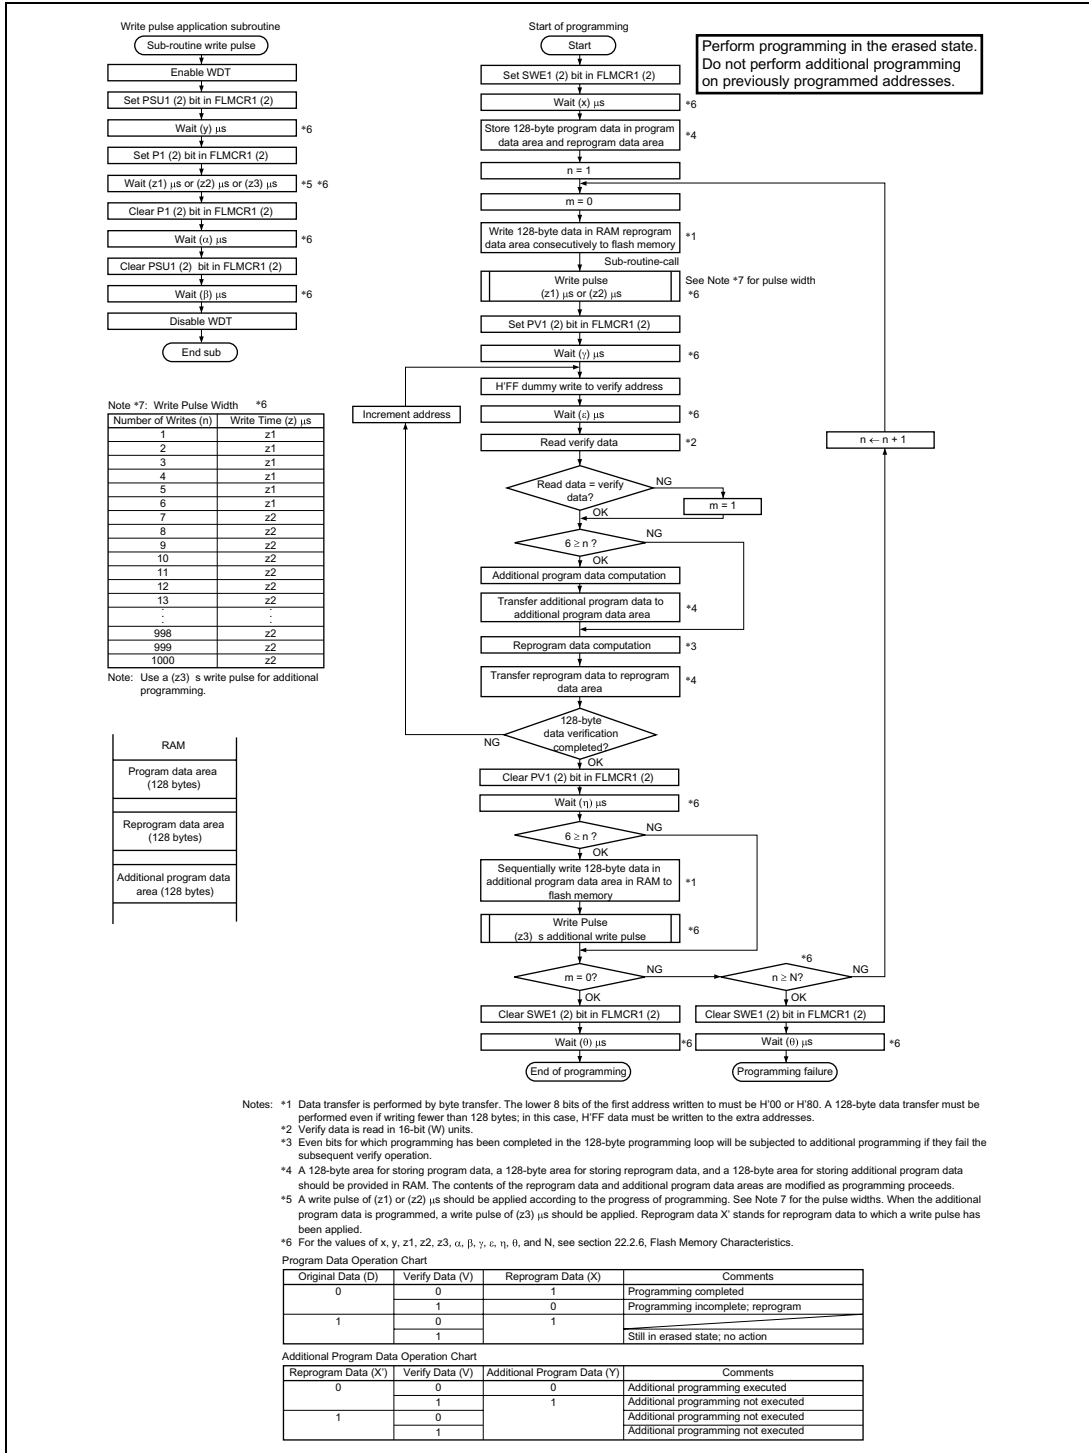 Write pulse application subroutine
Sub-routine write pulse
Enable WDT
Set PSU1 (2) bit in FLMCR1 (2)
Wait (y) μs *6
Set P1 (2) bit in FLMCR1 (2)
Wait (z1) μs or (z2) μs or (z3) μs *5 *6
Clear P1 (2) bit in FLMCR1 (2)
Wait (α) μs *6
Clear PSU1 (2) bit in FLMCR1 (2)
Wait (β) μs *6
Disable WDT
End sub
Note *7: Write Pulse Width *6
Number of Writes (n) Write Time (z) μs
1 z1
2 z1
3 z1
4 z1
5 z1
6 z1
7 z2
8 z2
9 z2
10 z2
11 z2
12 z2
13 z2
⋮ ⋮
998 z2
999 z2
1000 z2
Note: Use a (z3) s write pulse for additional
programming.
RAM
Program data area
(128 bytes)
Reprogram data area
(128 bytes)
Additional program data
area (128 bytes)
Start of programming
Start
Perform programming in the erased state.
Do not perform additional programming
on previously programmed addresses.
Set SWE1 (2) bit in FLMCR1 (2)
Wait (x) μs *6
Store 128-byte program data in program
data area and reprogram data area *4
n = 1
m = 0
Write 128-byte data in RAM reprogram
data area consecutively to flash memory *1
Sub-routine-call
Write pulse
(z1) μs or (z2) μs
See Note *7 for pulse width
*6
Set PV1 (2) bit in FLMCR1 (2)
Wait (γ) μs *6
H'FF dummy write to verify address
Increment address
Wait (ε) μs *6
Read verify data *2
n ← n + 1
Read data = verify
data?
NG
m = 1
OK
6 ≥ n ?
NG
OK
Additional program data computation
Transfer additional program data to
additional program data area *4
Reprogram data computation *3
Transfer reprogram data to reprogram
data area *4
128-byte
data verification
completed?
NG
OK
Clear PV1 (2) bit in FLMCR1 (2)
Wait (η) μs *6
6 ≥ n ?
NG
OK
Sequentially write 128-byte data in
additional program data area in RAM to
flash memory *1
Write Pulse
(z3) s additional write pulse *6
m = 0?
NG
OK
*6
n ≥ N?
NG
OK
Clear SWE1 (2) bit in FLMCR1 (2) Clear SWE1 (2) bit in FLMCR1 (2)
Wait (θ) μs *6 Wait (θ) μs *6
End of programming Programming failure
Notes: *1 Data transfer is performed by byte transfer. The lower 8 bits of the first address written to must be H'00 or H'80. A 128-byte data transfer must be
performed even if writing fewer than 128 bytes; in this case, H'FF data must be written to the extra addresses.
*2 Verify data is read in 16-bit (W) units.
*3 Even bits for which programming has been completed in the 128-byte programming loop will be subjected to additional programming if they fail the
subsequent verify operation.
*4 A 128-byte area for storing program data, a 128-byte area for storing reprogram data, and a 128-byte area for storing additional program data
should be provided in RAM. The contents of the reprogram data and additional program data areas are modified as programming proceeds.
*5 A write pulse of (z1) or (z2) μs should be applied according to the progress of programming. See Note 7 for the pulse widths. When the additional
program data is programmed, a write pulse of (z3) μs should be applied. Reprogram data X' stands for reprogram data to which a write pulse has
been applied.
*6 For the values of x, y, z1, z2, z3, α, β, γ, ε, η, θ, and N, see section 22.2.6, Flash Memory Characteristics.
Program Data Operation Chart
Original Data (D) Verify Data (V) Reprogram Data (X) Comments
0 0 1 Programming completed
1 0 Programming incomplete; reprogram
1 0 1
1 Still in erased state; no action
Additional Program Data Operation Chart
Reprogram Data (X') Verify Data (V) Additional Program Data (Y) Comments
0 0 0 Additional programming executed
1 1 Additional programming not executed
1 0 Additional programming not executed
1 Additional programming not executed